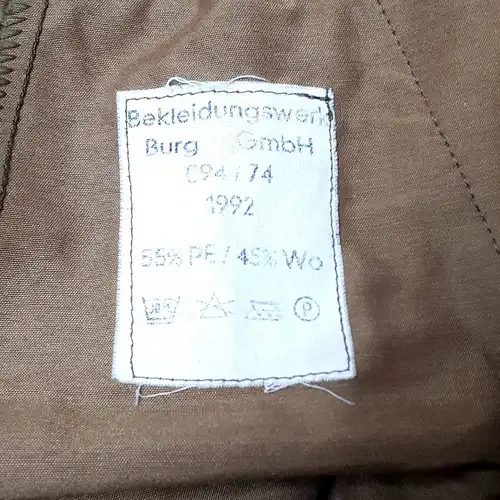 Bekleidungswerk
Burg GmbH
C94/74
1992
55% PE / 45% Wo
P